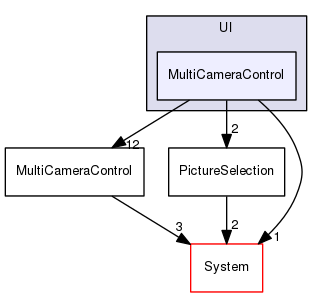 UI
MultiCameraControl
12
2
MultiCameraControl
PictureSelection
3
2
1
System